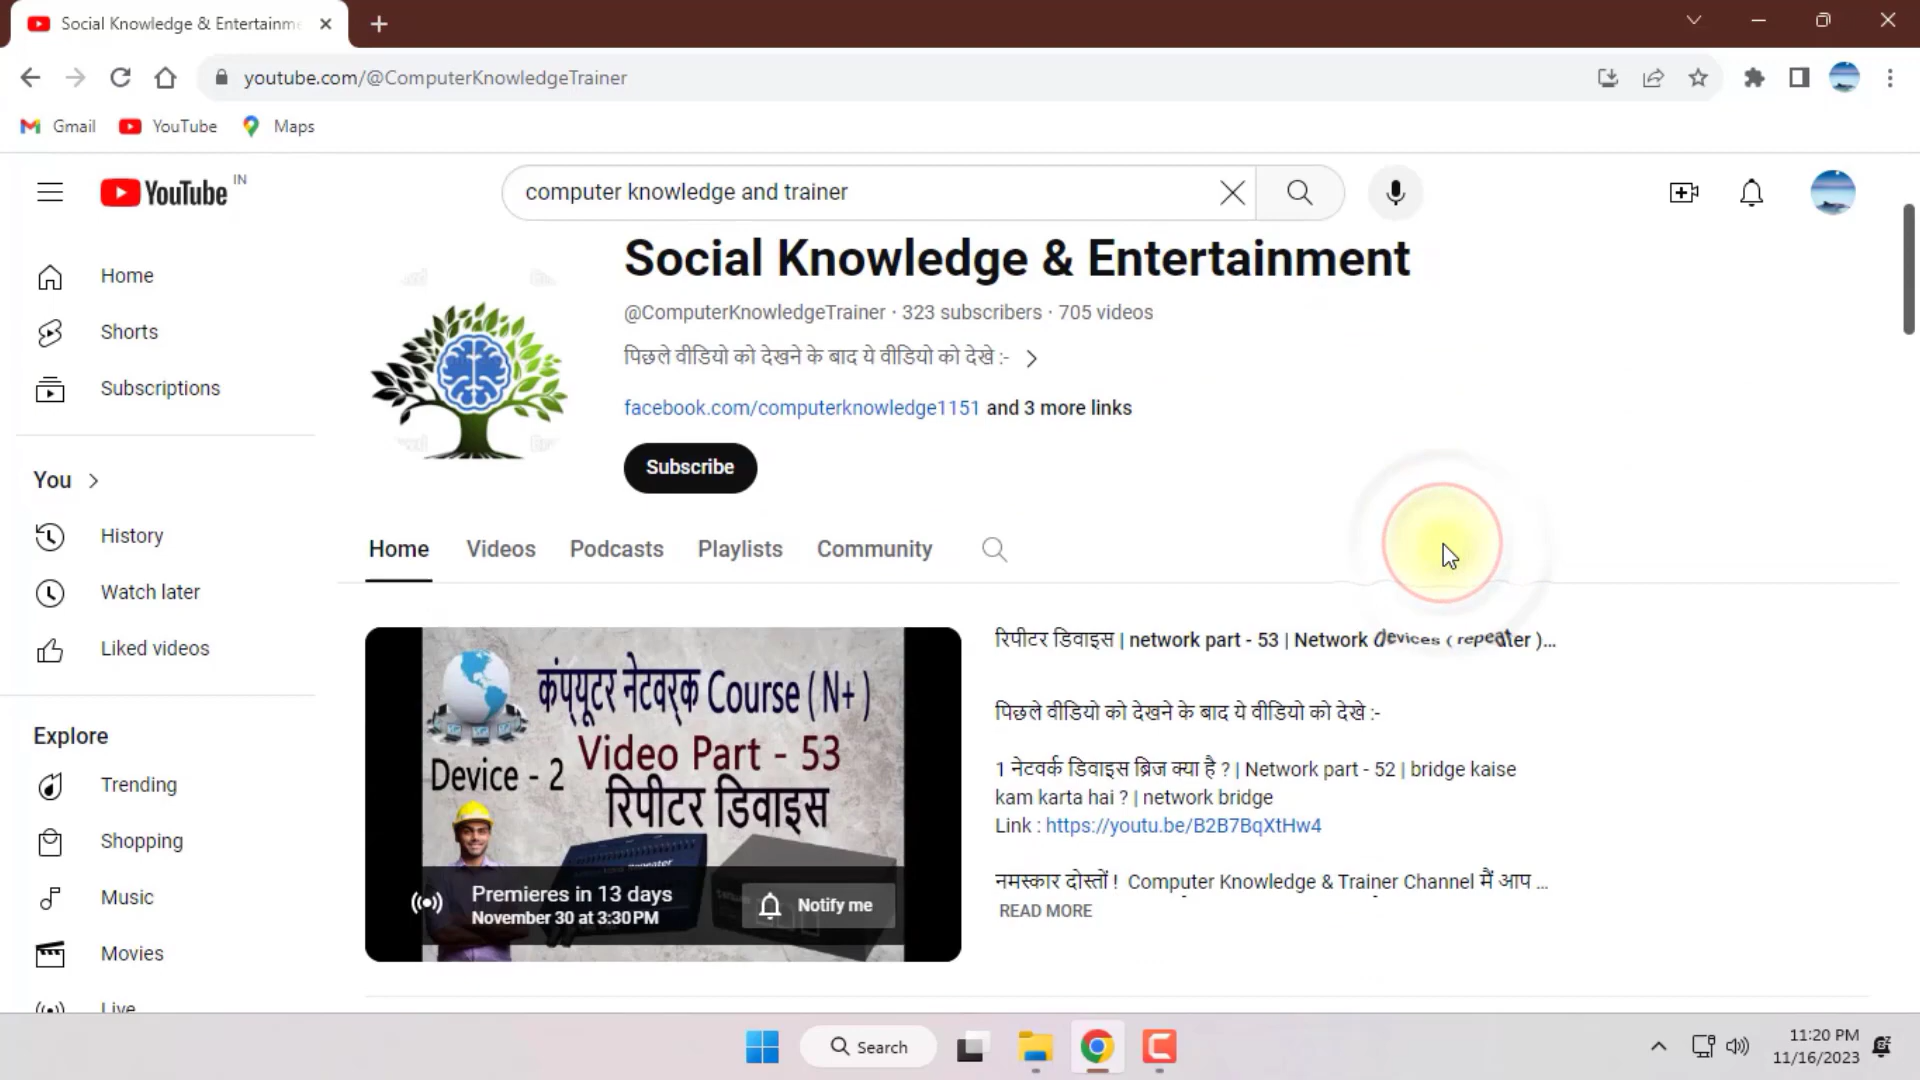 Social Knowledge & Entertainme
youtube.com/@ComputerKnowledgeTrainer
Gmail YouTube Maps
YouTube IN
computer knowledge and trainer
Home
Shorts
Subscriptions
You
History
Watch later
Liked videos
Explore
Trending
Shopping
Music
Movies
Live
Social Knowledge & Entertainment
@ComputerKnowledgeTrainer · 323 subscribers · 705 videos
पिछले वीडियो को देखने के बाद ये वीडियो को देखे :-
facebook.com/computerknowledge1151 and 3 more links
Subscribe
Home Videos Podcasts Playlists Community
कंप्यूटर नेटवर्क Course ( N+ )
Video Part - 53
Device - 2
रिपीटर डिवाइस
Repeater
Premieres in 13 days
November 30 at 3:30 PM
Notify me
रिपीटर डिवाइस | network part - 53 | Network devices ( repeater )...
पिछले वीडियो को देखने के बाद ये वीडियो को देखे :-
1 नेटवर्क डिवाइस ब्रिज क्या है ? | Network part - 52 | bridge kaise
kam karta hai ? | network bridge
Link : https://youtu.be/B2B7BqXtHw4
नमस्कार दोस्तों ! Computer Knowledge & Trainer Channel मैं आप ...
READ MORE
Search
11:20 PM
11/16/2023